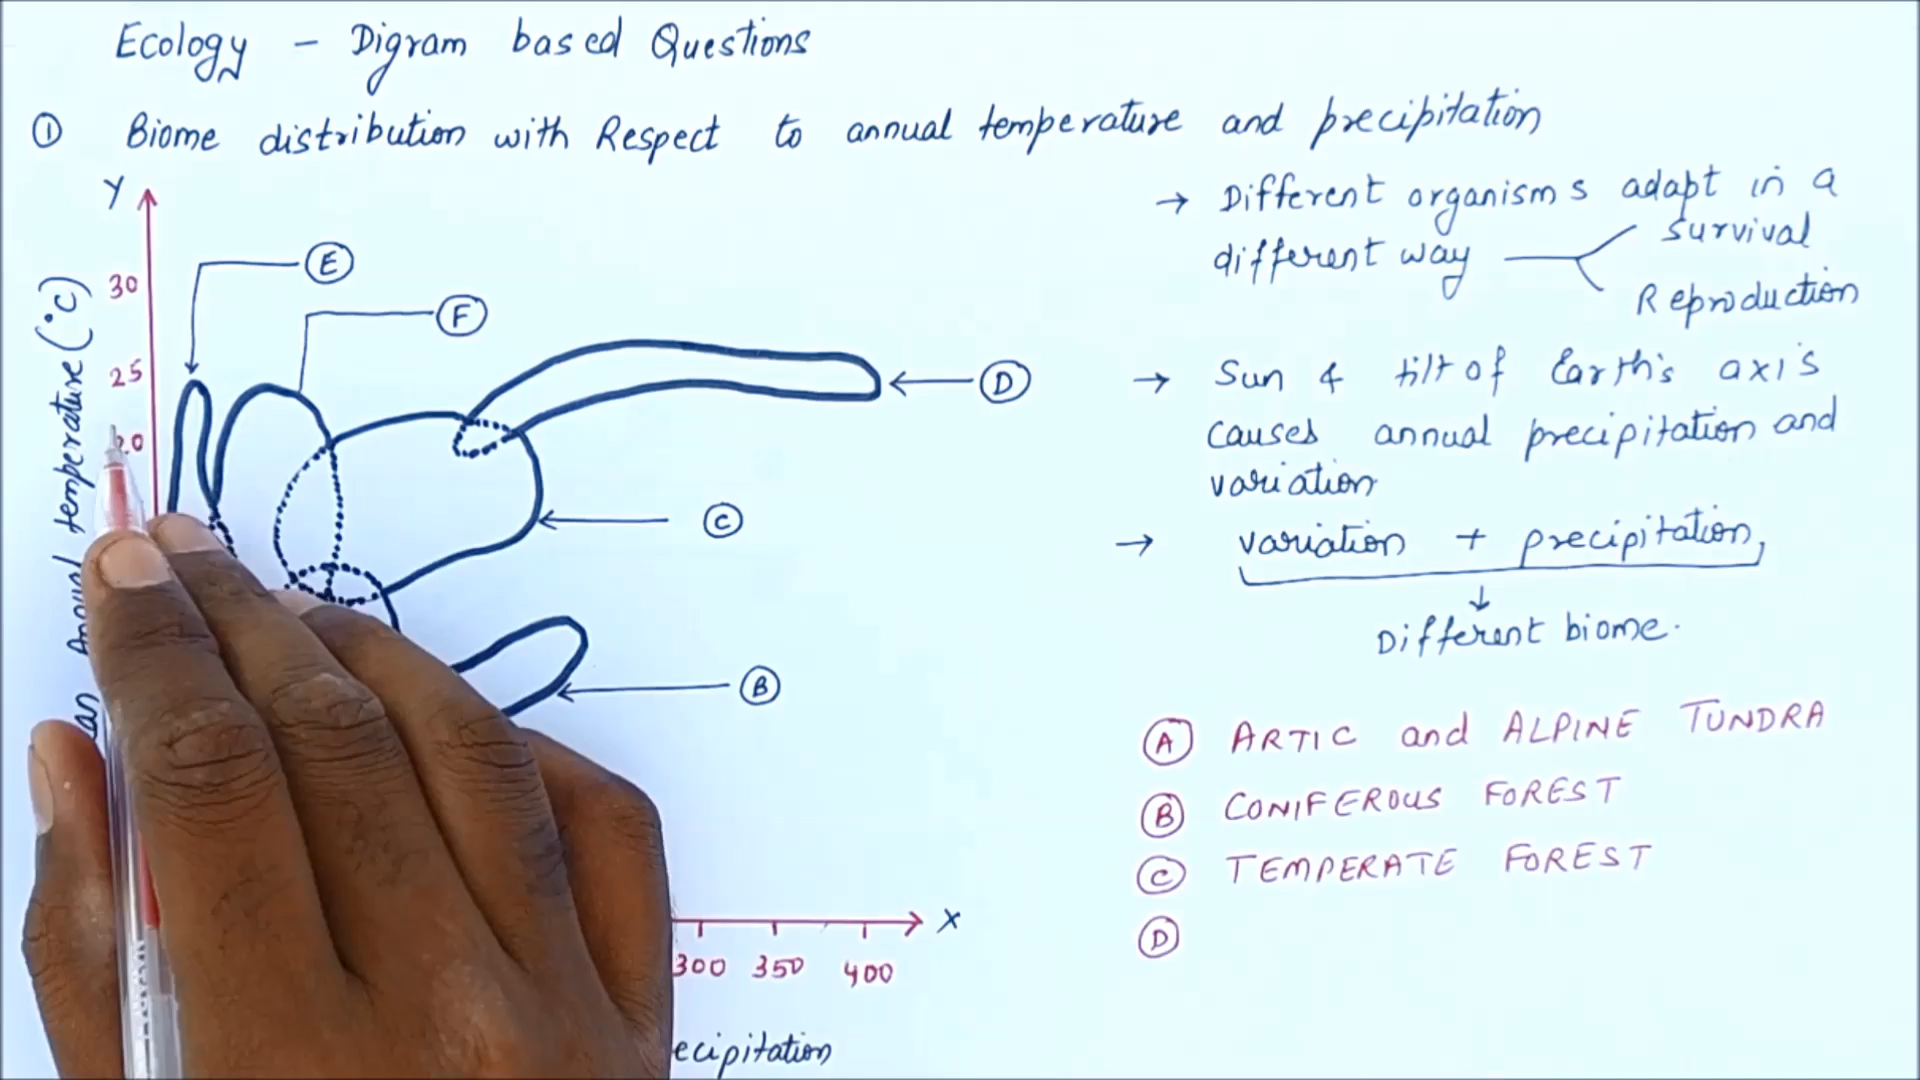 Ecology - Digram based Questions
① Biome distribution with Respect to annual temperature and precipitation
→ Different organisms adapt in a
different way
Survival
Reproduction
→ Sun & tilt of Earth's axis
causes annual precipitation and
variation
→ variation + precipitation,
Different biome.
Ⓐ ARTIC and ALPINE TUNDRA
Ⓑ CONIFEROUS FOREST
Ⓒ TEMPERATE FOREST
Ⓓ
Y
30
25
20
Annual temperature (°C)
E
F
D
C
B
X
300 350 400